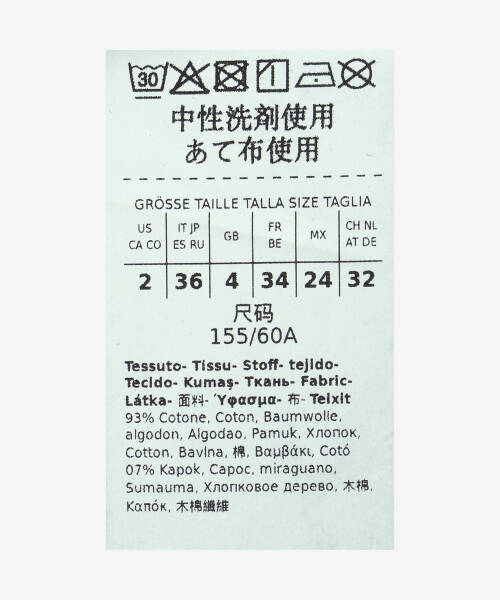 30
中性洗剤使用
あて布使用
GRÖSSE TAILLE TALLA SIZE TAGLIA
US CA CO | IT JP ES RU | GB | FR BE | MX | CH NL AT DE
2 | 36 | 4 | 34 | 24 | 32
尺码
155/60A
Tessuto- Tissu- Stoff- tejido-
Tecido- Kumaş- Ткань- Fabric-
Látka- 面料- Ύφασμα- 布- Teixit
93% Cotone, Coton, Baumwolle,
algodon, Algodao, Pamuk, Хлопок,
Cotton, Bavlna, 棉, Βαμβάκι, Cotó
07% Kapok, Capoc, miraguano,
Sumauma, Хлопковое дерево, 木棉,
Καπόκ, 木棉纖維